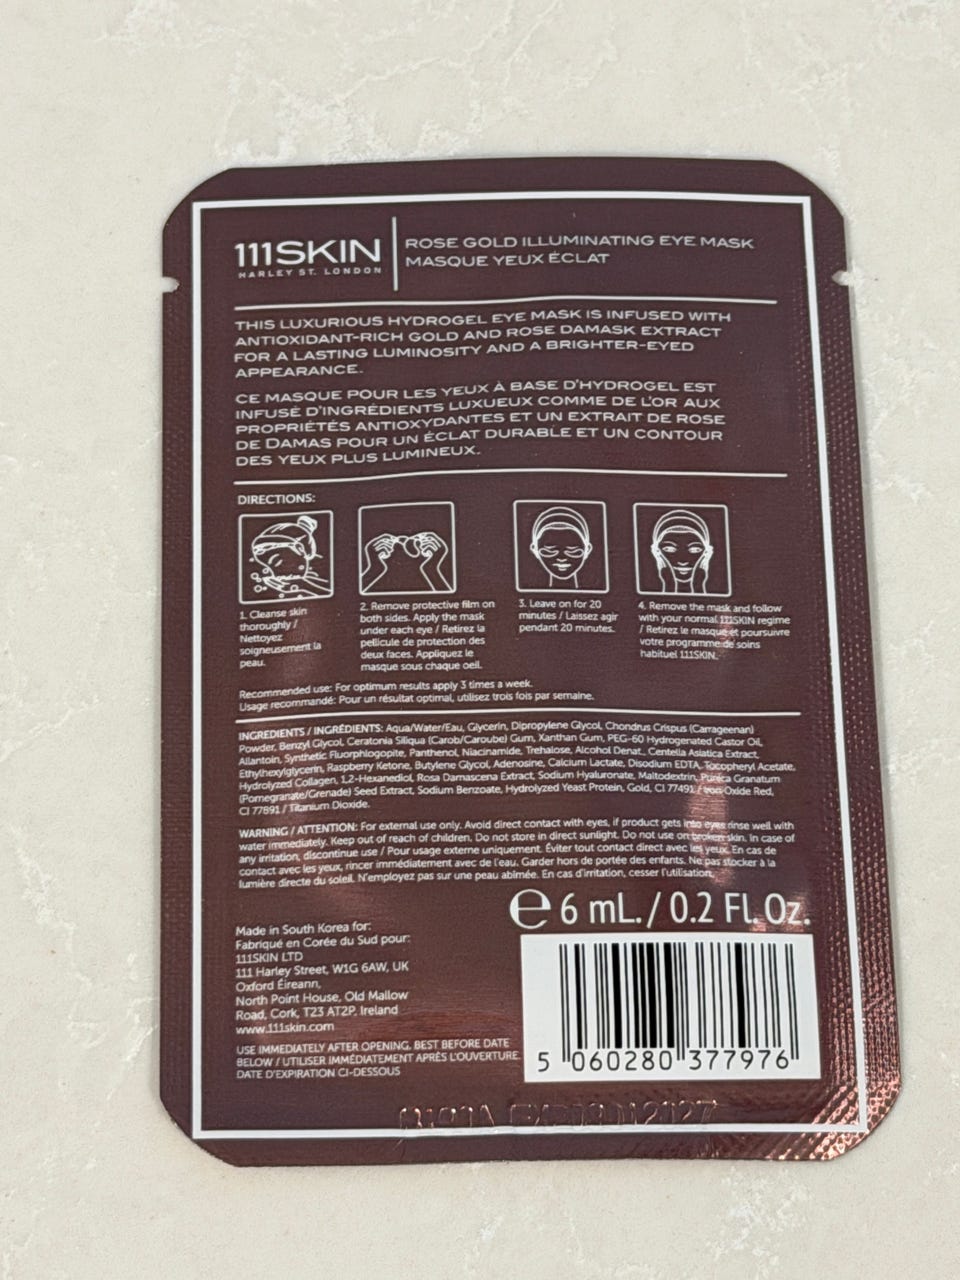 111SKIN
HARLEY ST. LONDON
ROSE GOLD ILLUMINATING EYE MASK
MASQUE YEUX ÉCLAT
THIS LUXURIOUS HYDROGEL EYE MASK IS INFUSED WITH
ANTIOXIDANT-RICH GOLD AND ROSE DAMASK EXTRACT
FOR A LASTING LUMINOSITY AND A BRIGHTER-EYED
APPEARANCE.
CE MASQUE POUR LES YEUX À BASE D'HYDROGEL EST
INFUSÉ D'INGRÉDIENTS LUXUEUX COMME DE L'OR AUX
PROPRIÉTÉS ANTIOXYDANTES ET UN EXTRAIT DE ROSE
DE DAMAS POUR UN ÉCLAT DURABLE ET UN CONTOUR
DES YEUX PLUS LUMINEUX.
DIRECTIONS:
1. Cleanse skin
thoroughly /
Nettoyez
soigneusement la
peau.
2. Remove protective film on
both sides. Apply the mask
under each eye / Retirez la
pellicule de protection des
deux faces. Appliquez le
masque sous chaque oeil.
3. Leave on for 20
minutes / Laissez agir
pendant 20 minutes.
4. Remove the mask and follow
with your normal 111SKIN regime
/ Retirez le masque et poursuivre
votre programme de soins
habituel 111SKIN.
Recommended use: For optimum results apply 3 times a week.
Usage recommandé: Pour un résultat optimal, utilisez trois fois par semaine.
INGREDIENTS / INGRÉDIENTS: Aqua/Water/Eau, Glycerin, Dipropylene Glycol, Chondrus Crispus (Carrageenan)
Powder, Benzyl Glycol, Ceratonia Siliqua (Carob/Caroube) Gum, Xanthan Gum, PEG-60 Hydrogenated Castor Oil,
Allantoin, Synthetic Fluorphlogopite, Panthenol, Niacinamide, Trehalose, Alcohol Denat., Centella Asiatica Extract,
Ethylhexylglycerin, Raspberry Ketone, Butylene Glycol, Adenosine, Calcium Lactate, Disodium EDTA, Tocopheryl Acetate,
Hydrolyzed Collagen, 1,2-Hexanediol, Rosa Damascena Extract, Sodium Hyaluronate, Maltodextrin, Punica Granatum
(Pomegranate/Grenade) Seed Extract, Sodium Benzoate, Hydrolyzed Yeast Protein, Gold, CI 77491 / Iron Oxide Red,
CI 77891 / Titanium Dioxide.
WARNING / ATTENTION: For external use only. Avoid direct contact with eyes, if product gets into eyes rinse well with
water immediately. Keep out of reach of children. Do not store in direct sunlight. Do not use on broken skin. In case of
any irritation, discontinue use / Pour usage externe uniquement. Éviter tout contact direct avec les yeux. En cas de
contact avec les yeux, rincer immédiatement avec de l'eau. Garder hors de portée des enfants. Ne pas stocker à la
lumière directe du soleil. N'employez pas sur une peau abîmée. En cas d'irritation, cesser l'utilisation.
e 6 mL. / 0.2 Fl. Oz.
Made in South Korea for:
Fabriqué en Corée du Sud pour:
111SKIN LTD
111 Harley Street, W1G 6AW, UK
Oxford Éireann,
North Point House, Old Mallow
Road, Cork, T23 AT2P, Ireland
www.111skin.com
USE IMMEDIATELY AFTER OPENING. BEST BEFORE DATE
BELOW / UTILISER IMMÉDIATEMENT APRÈS L'OUVERTURE.
DATE D'EXPIRATION CI-DESSOUS
5 060280 377976